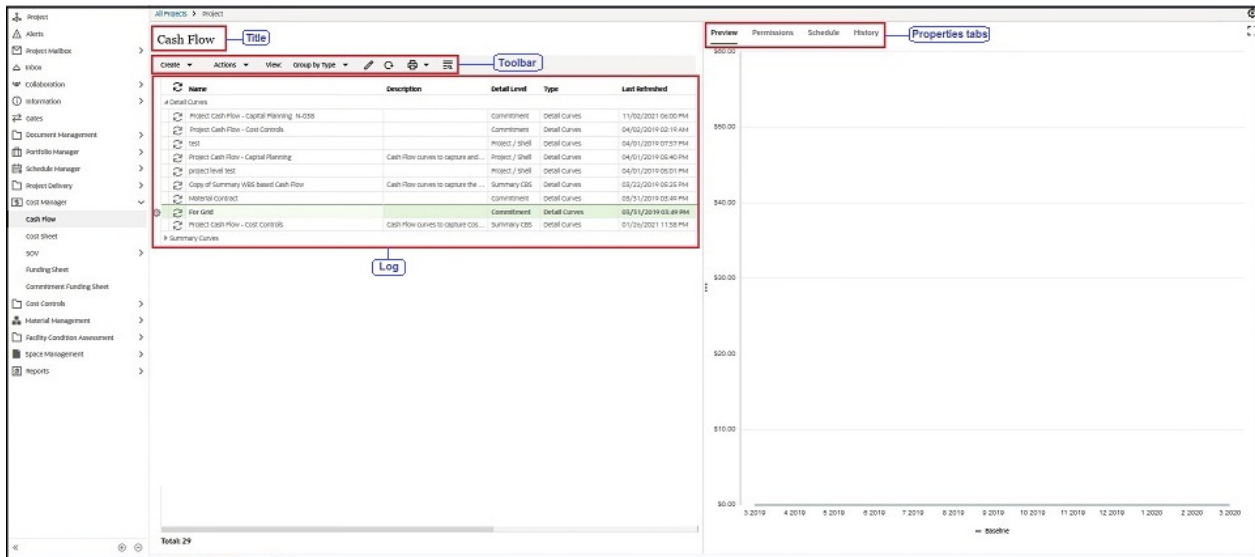 All Projects > Project
Project
Alerts
Project Mailbox
Inbox
Collaboration
Information
Gates
Document Management
Portfolio Manager
Schedule Manager
Project Delivery
Cost Manager
Cash Flow
Cost Sheet
SOV
Funding Sheet
Commitment Funding Sheet
Cost Controls
Material Management
Facility Condition Assessment
Space Management
Reports
Cash Flow
Title
Create Actions View: Group by Type
Toolbar
Name Description Detail Level Type Last Refreshed
Detail Curves
Project Cash Flow - Capital Planning N-038 Commitment Detail Curves 11/02/2021 06:00 PM
Project Cash Flow - Cost Controls Commitment Detail Curves 04/02/2019 02:19 AM
test Project / Shell Detail Curves 04/01/2019 07:57 PM
Project Cash Flow - Capital Planning Cash Flow curves to capture and... Project / Shell Detail Curves 04/01/2019 05:40 PM
project level test Project / Shell Detail Curves 04/01/2019 05:01 PM
Copy of Summary WBS based Cash Flow Cash Flow curves to capture the ... Summary CBS Detail Curves 03/22/2019 05:25 PM
Material Contract Commitment Detail Curves 03/31/2019 03:49 PM
For Grid Commitment Detail Curves 03/31/2019 03:49 PM
Project Cash Flow - Cost Controls Cash Flow curves to capture Cos... Summary CBS Detail Curves 01/26/2021 11:58 PM
Summary Curves
Log
Total: 29
Preview Permissions Schedule History
Properties tabs
$60.00
$50.00
$40.00
$30.00
$20.00
$10.00
$0.00
3 2019 4 2019 5 2019 6 2019 7 2019 8 2019 9 2019 10 2019 11 2019 12 2019 1 2020 2 2020 3 2020
Baseline